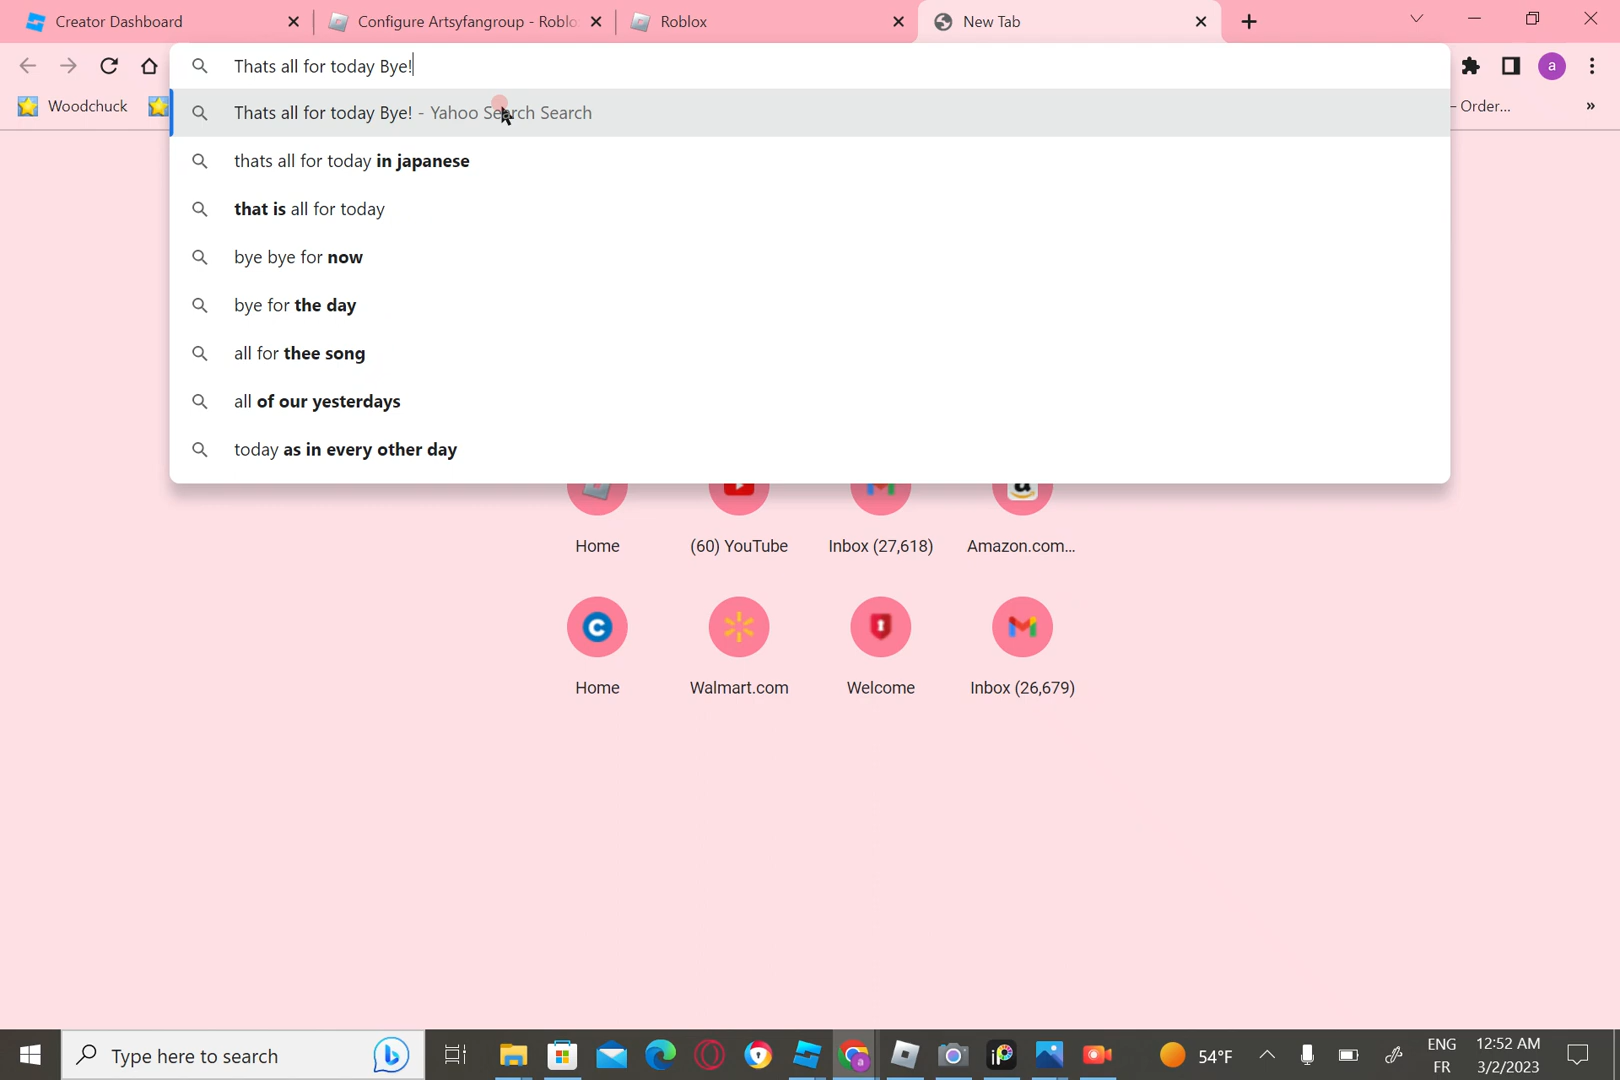 Creator Dashboard
Configure Artsyfangroup - Roblo
Roblox
New Tab
Thats all for today Bye!
a
Woodchuck
- Order...
»
Thats all for today Bye! - Yahoo Search Search
thats all for today in japanese
that is all for today
bye bye for now
bye for the day
all for thee song
all of our yesterdays
today as in every other day
Home
(60) YouTube
Inbox (27,618)
Amazon.com...
Home
Walmart.com
Welcome
Inbox (26,679)
Type here to search
54°F
ENG
FR
12:52 AM
3/2/2023